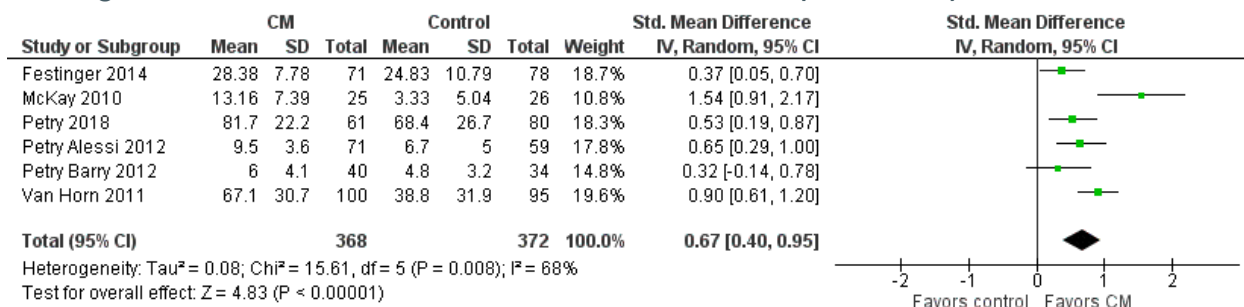 CM Control Std. Mean Difference Std. Mean Difference
Study or Subgroup Mean SD Total Mean SD Total Weight IV, Random, 95% CI IV, Random, 95% CI
Festinger 2014 28.38 7.78 71 24.83 10.79 78 18.7% 0.37 [0.05, 0.70]
McKay 2010 13.16 7.39 25 3.33 5.04 26 10.8% 1.54 [0.91, 2.17]
Petry 2018 81.7 22.2 61 68.4 26.7 80 18.3% 0.53 [0.19, 0.87]
Petry Alessi 2012 9.5 3.6 71 6.7 5 59 17.8% 0.65 [0.29, 1.00]
Petry Barry 2012 6 4.1 40 4.8 3.2 34 14.8% 0.32 [-0.14, 0.78]
Van Horn 2011 67.1 30.7 100 38.8 31.9 95 19.6% 0.90 [0.61, 1.20]
Total (95% CI) 368 372 100.0% 0.67 [0.40, 0.95]
Heterogeneity: Tau² = 0.08; Chi² = 15.61, df = 5 (P = 0.008); I² = 68%
Test for overall effect: Z = 4.83 (P < 0.00001)
-2 -1 0 1 2
Favors control Favors CM